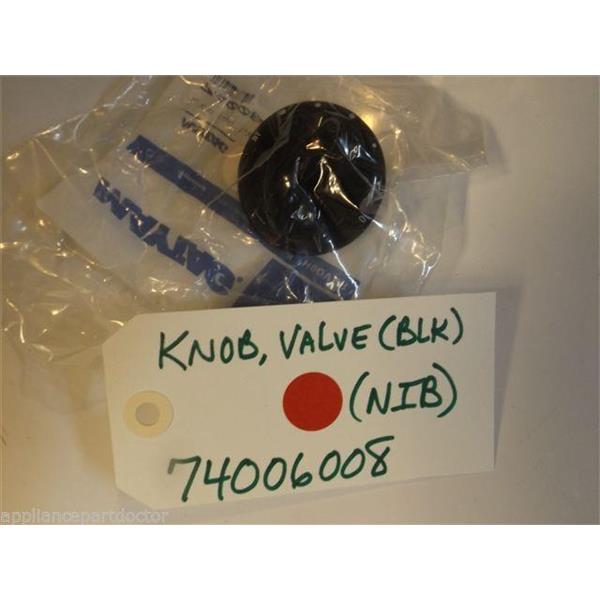 MAYTAG
KNOB, VALVE (BLK)
(NIB)
74006008
appliancepartdoctor